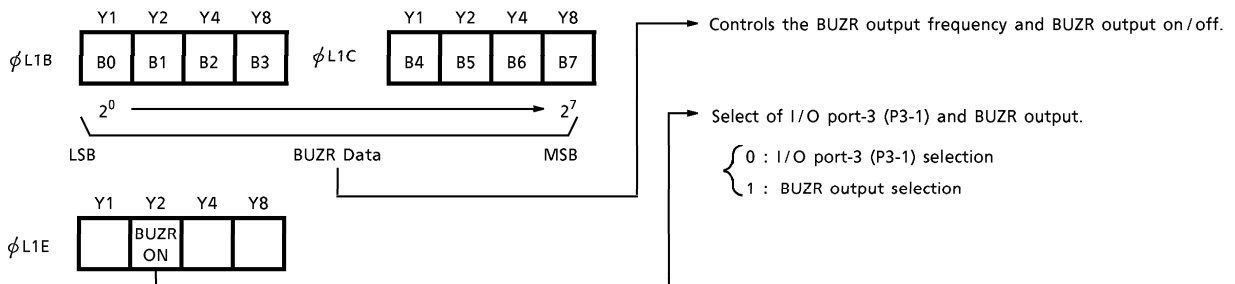 Y1 Y2 Y4 Y8 Y1 Y2 Y4 Y8
Controls the BUZR output frequency and BUZR output on/off.
ϕL1B B0 B1 B2 B3 ϕL1C B4 B5 B6 B7
2⁰ 2⁷
Select of I/O port-3 (P3-1) and BUZR output.
LSB BUZR Data MSB
0 : I/O port-3 (P3-1) selection
1 : BUZR output selection
Y1 Y2 Y4 Y8
ϕL1E BUZR
ON